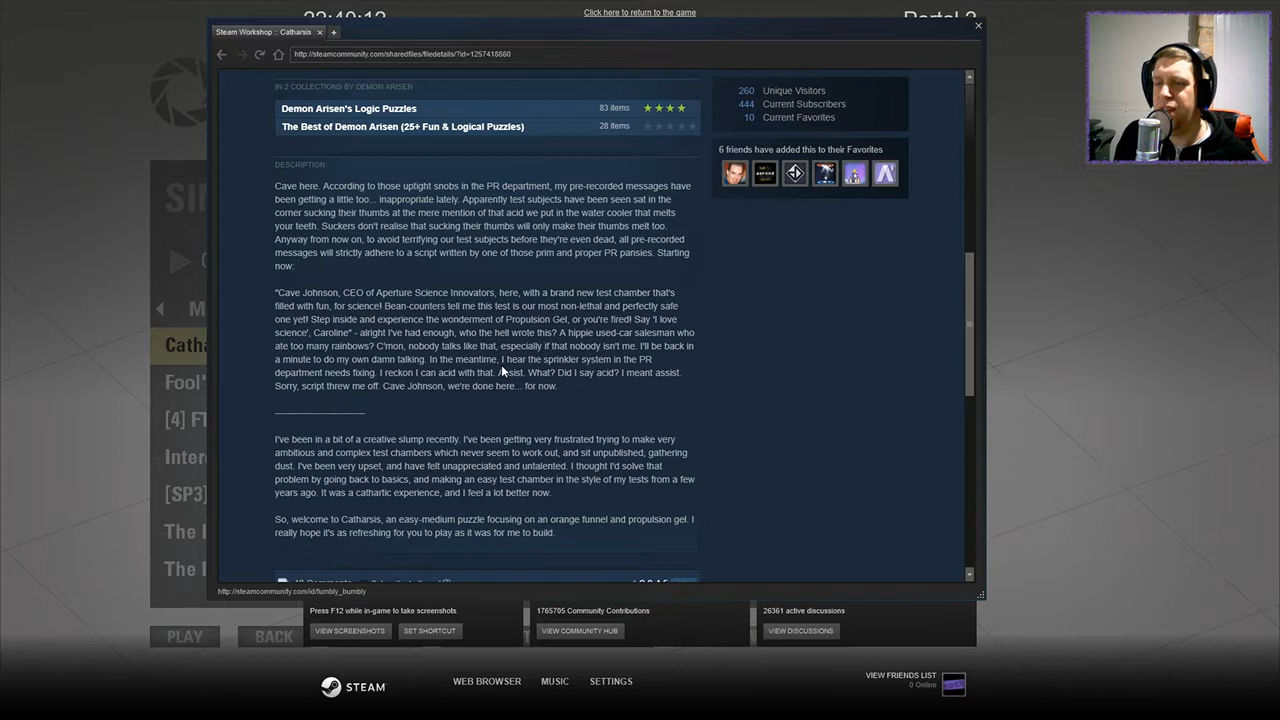 22:40:12
Click here to return to the game
Portal 2
Steam Workshop :: Catharsis
http://steamcommunity.com/sharedfiles/filedetails/?id=1257418860
IN 2 COLLECTIONS BY DEMON ARISEN
Demon Arisen's Logic Puzzles 83 items
The Best of Demon Arisen (25+ Fun & Logical Puzzles) 28 items
260 Unique Visitors
444 Current Subscribers
10 Current Favorites
6 friends have added this to their Favorites
DESCRIPTION
Cave here. According to those uptight snobs in the PR department, my pre-recorded messages have
been getting a little too... inappropriate lately. Apparently test subjects have been seen sat in the
corner sucking their thumbs at the mere mention of that acid we put in the water cooler that melts
your teeth. Suckers don't realise that sucking their thumbs will only make their thumbs melt too.
Anyway from now on, to avoid terrifying our test subjects before they're even dead, all pre-recorded
messages will strictly adhere to a script written by one of those prim and proper PR pansies. Starting
now:
"Cave Johnson, CEO of Aperture Science Innovators, here, with a brand new test chamber that's
filled with fun, for science! Bean-counters tell me this test is our most non-lethal and perfectly safe
one yet! Step inside and experience the wonderment of Propulsion Gel, or you're fired! Say 'I love
science', Caroline" - alright I've had enough, who the hell wrote this? A hippie used-car salesman who
ate too many rainbows? C'mon, nobody talks like that, especially if that nobody isn't me. I'll be back in
a minute to do my own damn talking. In the meantime, I hear the sprinkler system in the PR
department needs fixing. I reckon I can acid with that. Assist. What? Did I say acid? I meant assist.
Sorry, script threw me off. Cave Johnson, we're done here... for now.
-------------------------------
I've been in a bit of a creative slump recently. I've been getting very frustrated trying to make very
ambitious and complex test chambers which never seem to work out, and sit unpublished, gathering
dust. I've been very upset, and have felt unappreciated and untalented. I thought I'd solve that
problem by going back to basics, and making an easy test chamber in the style of my tests from a few
years ago. It was a cathartic experience, and I feel a lot better now.
So, welcome to Catharsis, an easy-medium puzzle focusing on an orange funnel and propulsion gel. I
really hope it's as refreshing for you to play as it was for me to build.
Comments
http://steamcommunity.com/id/fumbly_bumbly
SIN
M
Cath
Fool'
[4] FT
Interc
[SP3]
The I
The I
Press F12 while in-game to take screenshots.
1765705 Community Contributions
26361 active discussions
VIEW SCREENSHOTS
SET SHORTCUT
VIEW COMMUNITY HUB
VIEW DISCUSSIONS
PLAY
BACK
STEAM
WEB BROWSER
MUSIC
SETTINGS
VIEW FRIENDS LIST
0 Online